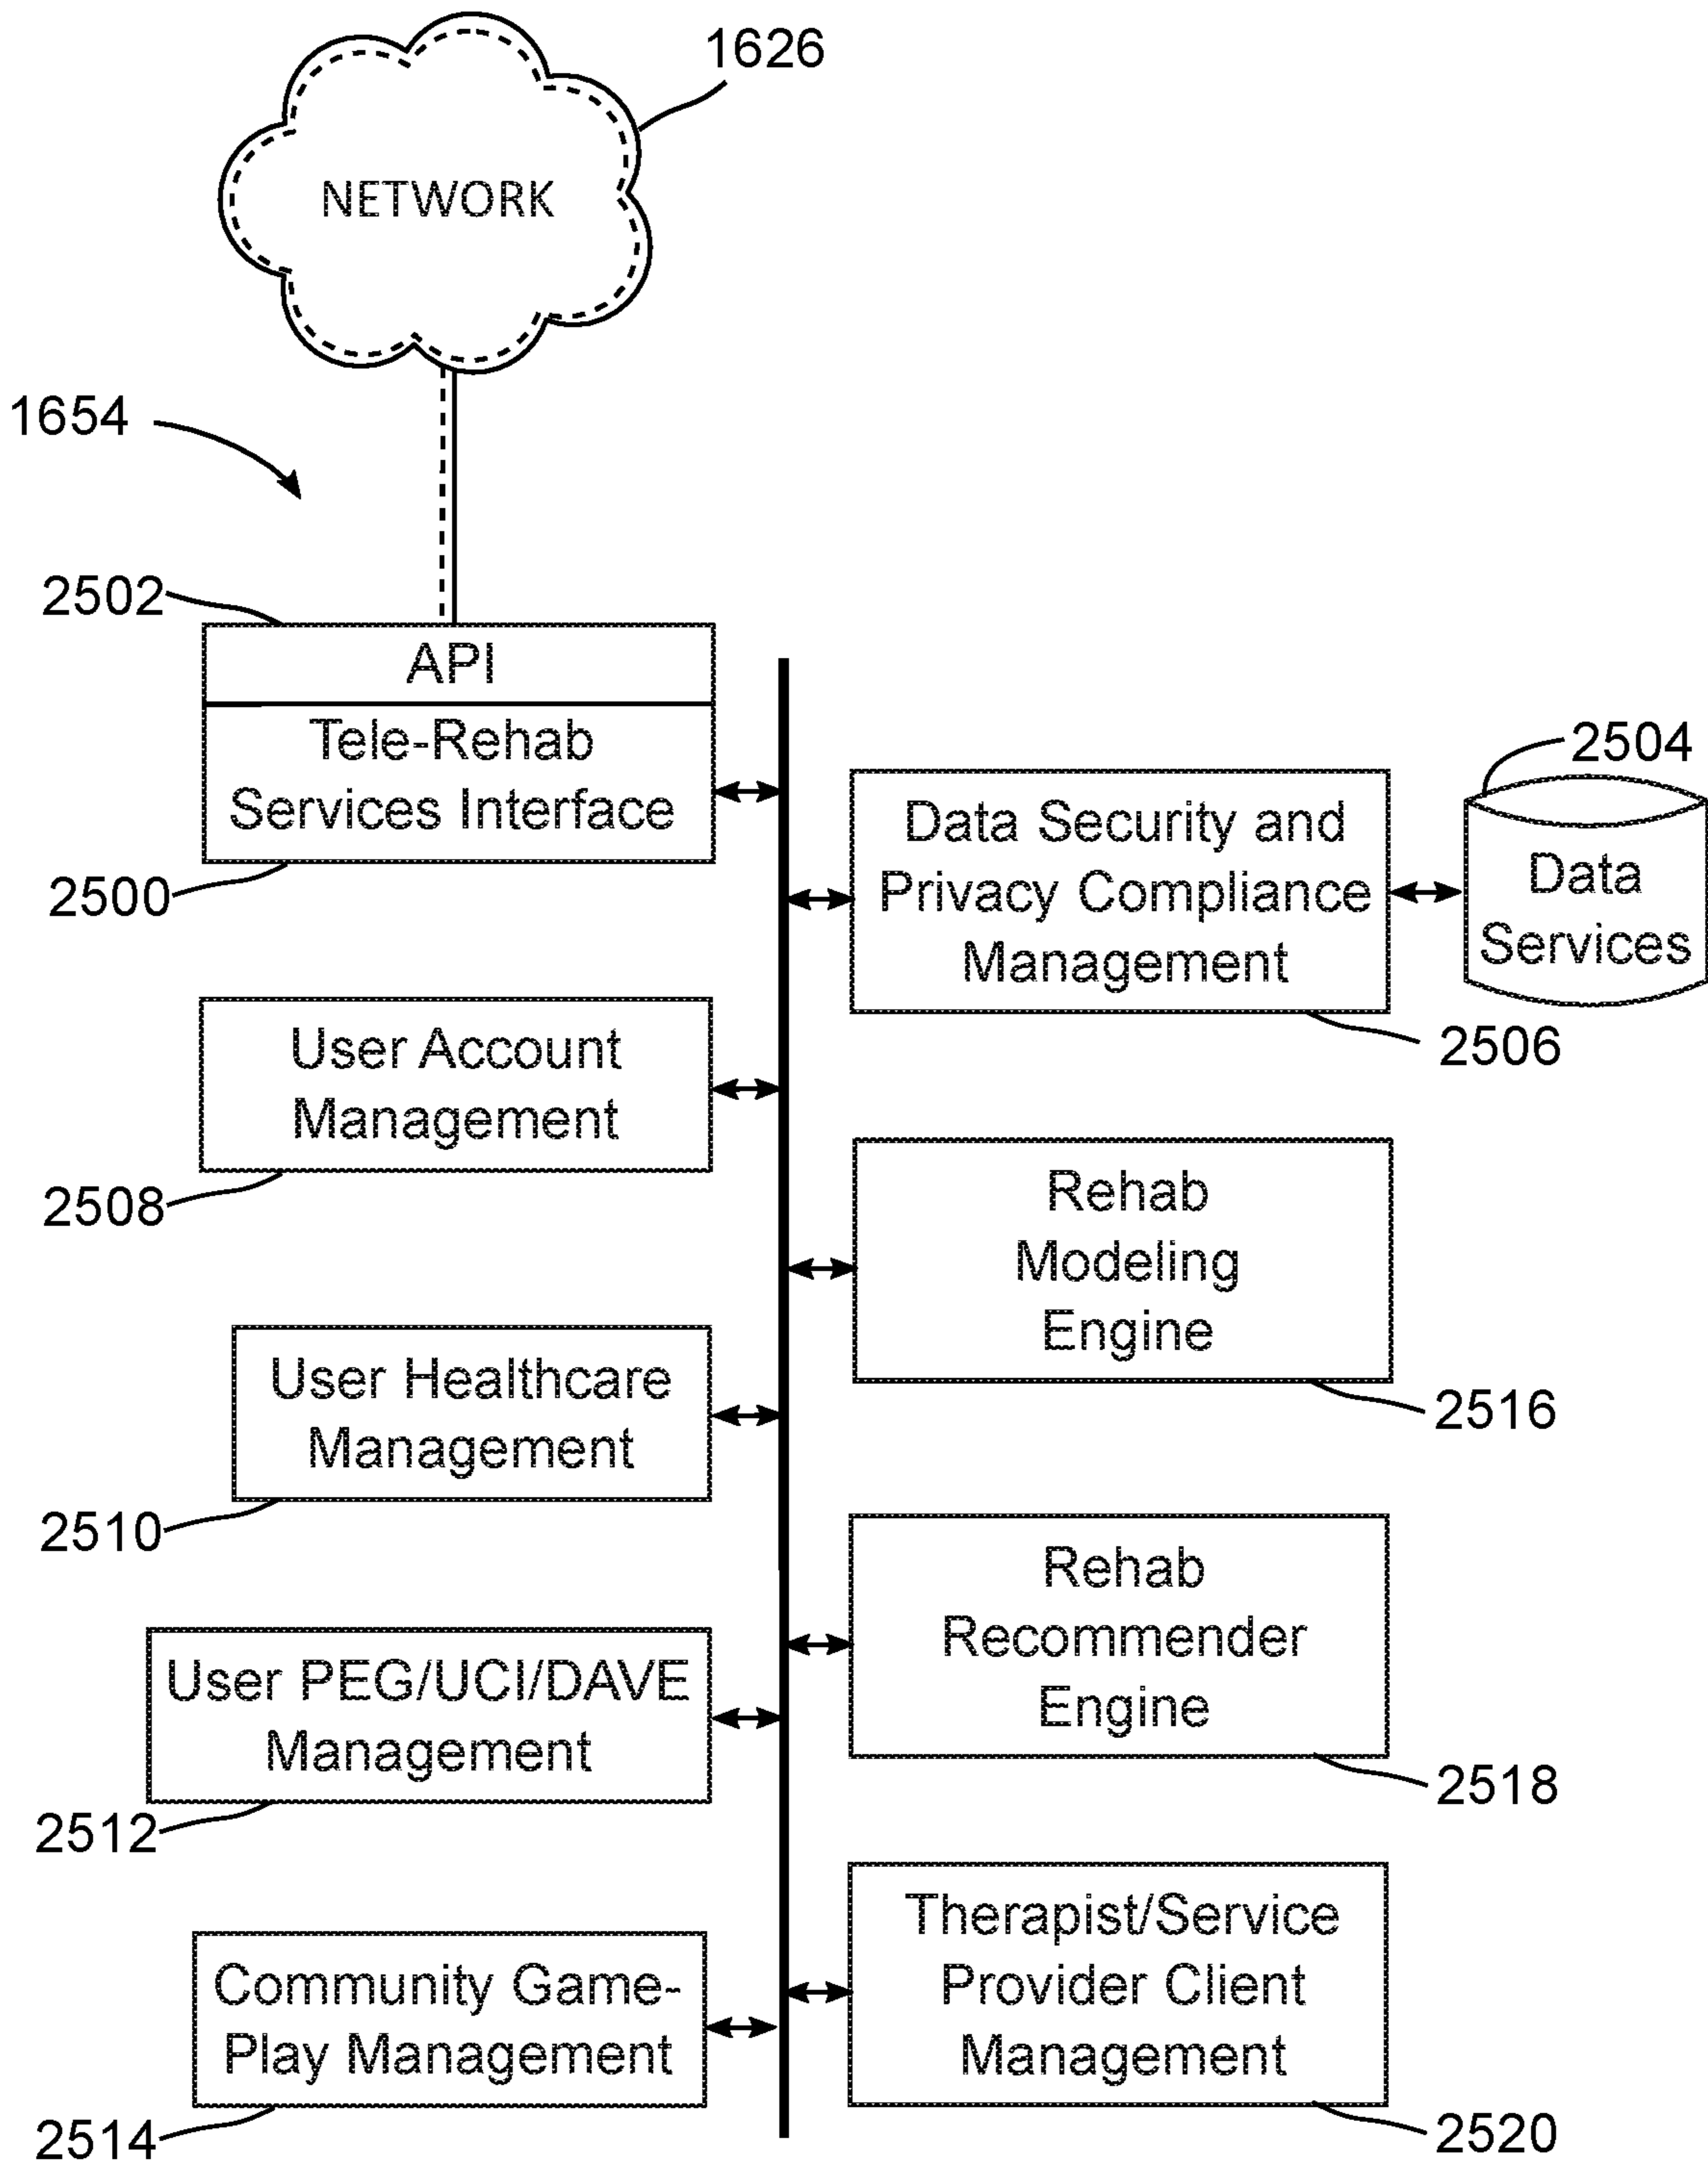 1626
NETWORK
1654
2502
API
Tele-Rehab
Services Interface
2500
2504
Data Security and
Privacy Compliance
Management
Data
Services
2506
User Account
Management
2508
Rehab
Modeling
Engine
2516
User Healthcare
Management
2510
Rehab
Recommender
Engine
2518
User PEG/UCI/DAVE
Management
2512
Therapist/Service
Provider Client
Management
2520
Community Game-
Play Management
2514